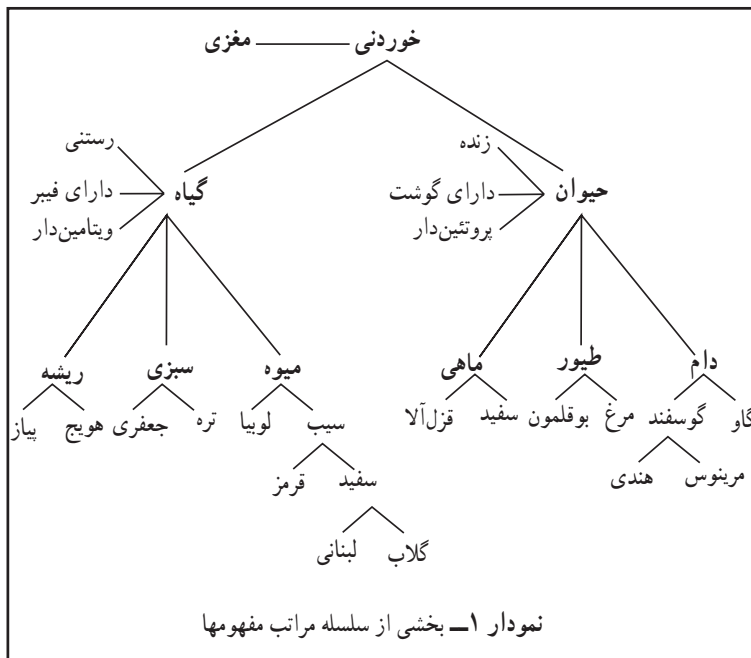 خوردنی مغزی
زنده
رستنی
حیوان دارای گوشت
گیاه دارای فیبر
پروتئین‌دار
ویتامین‌دار
دام طیور ماهی میوه سبزی ریشه
گاو گوسفند مرغ بوقلمون سفید قزل‌آلا سیب لوبیا تره جعفری هویج پیاز
مرینوس هندی سفید قرمز
گلاب لبنانی
نمودار ۱ــ بخشی از سلسله مراتب مفهومها